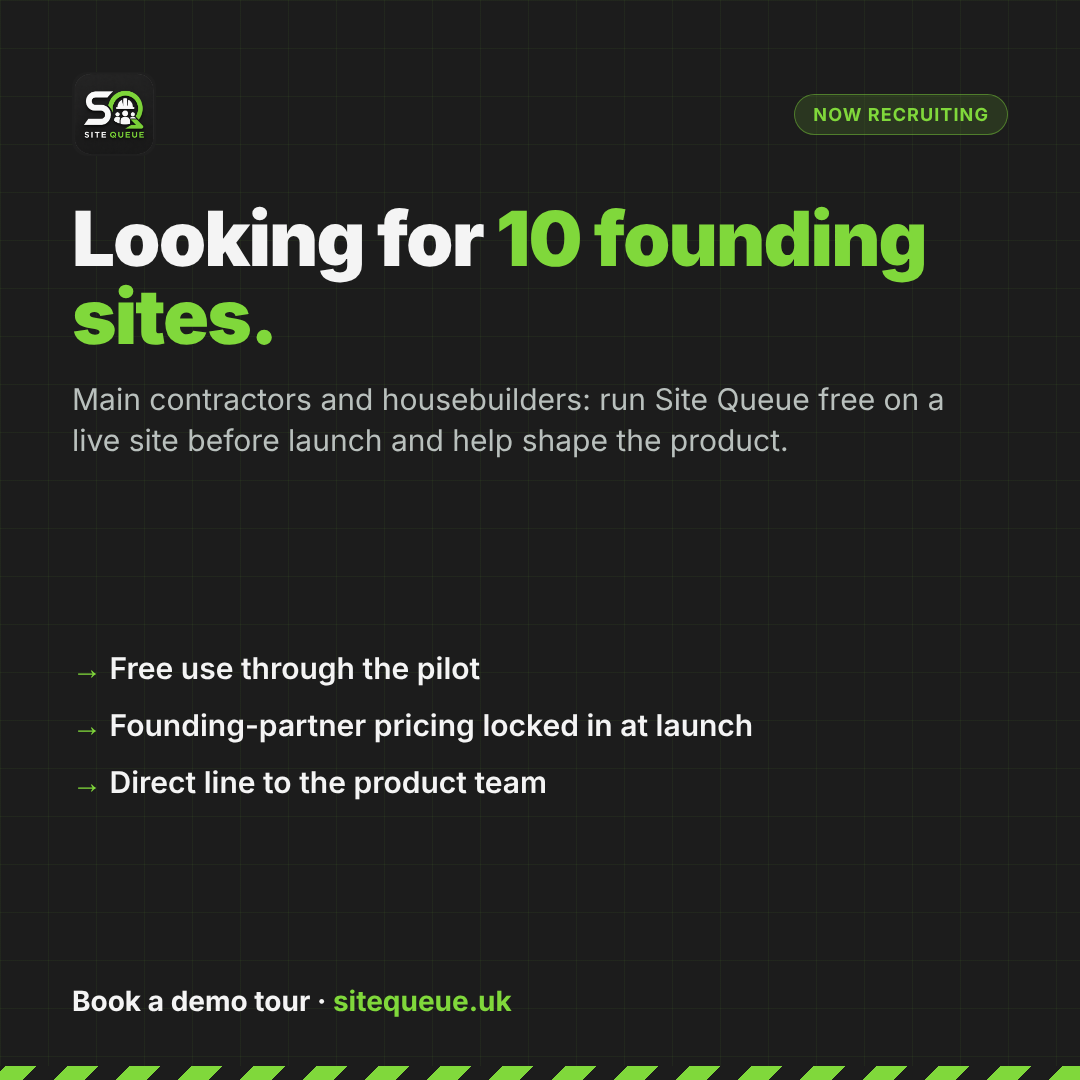 SQ
SITE QUEUE
NOW RECRUITING
Looking for 10 founding
sites.
Main contractors and housebuilders: run Site Queue free on a
live site before launch and help shape the product.
→ Free use through the pilot
→ Founding-partner pricing locked in at launch
→ Direct line to the product team
Book a demo tour · sitequeue.uk